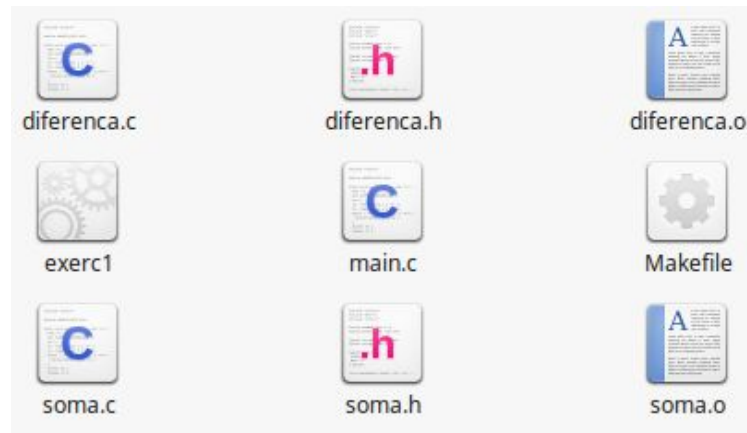 C
.h
A
diferenca.c
diferenca.h
diferenca.o
C
exerc1
main.c
Makefile
C
.h
A
soma.c
soma.h
soma.o